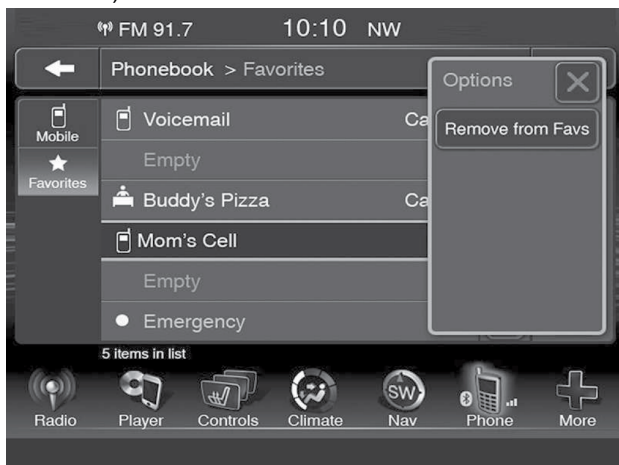 FM 91.7 10:10 NW
Phonebook > Favorites
Options
Mobile
Voicemail Ca
Remove from Favs
Empty
Favorites
Buddy's Pizza Ca
Mom's Cell
Empty
Emergency
5 items in list
SW
Radio Player Controls Climate Nav Phone More